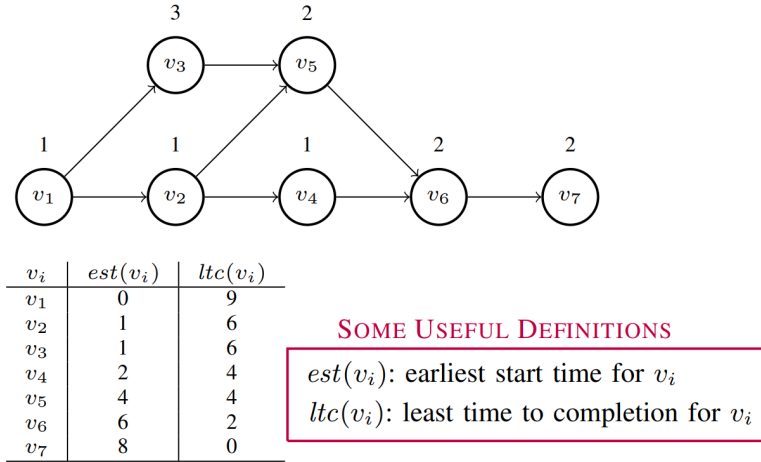 3 2
v₃ v₅
1 1 1 2 2
v₁ v₂ v₄ v₆ v₇
vᵢ est(vᵢ) ltc(vᵢ)
v₁ 0 9
v₂ 1 6
v₃ 1 6
v₄ 2 4
v₅ 4 4
v₆ 6 2
v₇ 8 0
SOME USEFUL DEFINITIONS
est(vᵢ): earliest start time for vᵢ
ltc(vᵢ): least time to completion for vᵢ